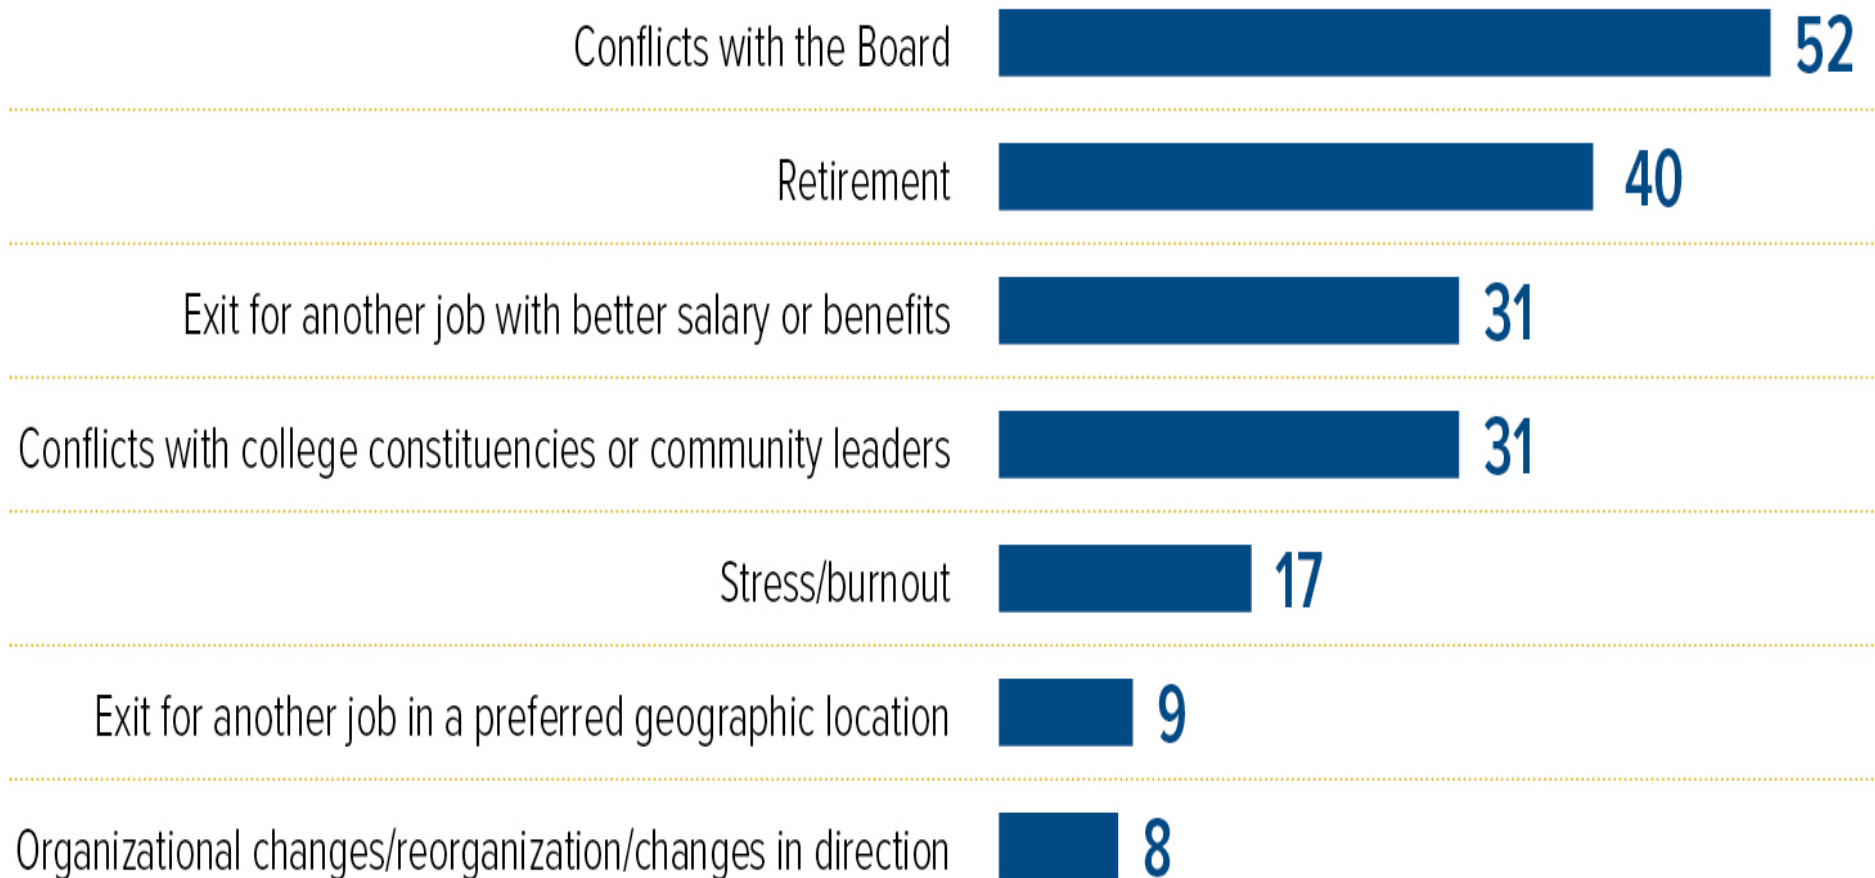 Conflicts with the Board 52
Retirement 40
Exit for another job with better salary or benefits 31
Conflicts with college constituencies or community leaders 31
Stress/burnout 17
Exit for another job in a preferred geographic location 9
Organizational changes/reorganization/changes in direction 8